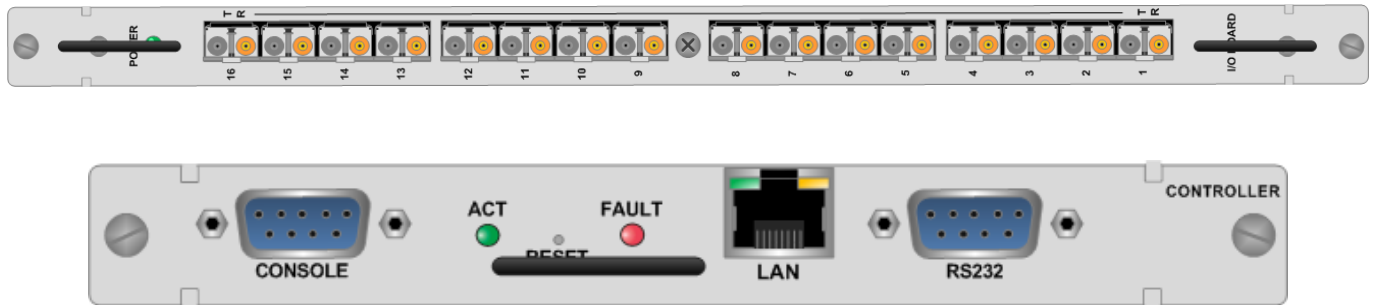 POWER
T
R
T
R
I/O BOARD
16 15 14 13 12 11 10 9 8 7 6 5 4 3 2 1
CONTROLLER
ACT FAULT
RESET
CONSOLE LAN RS232